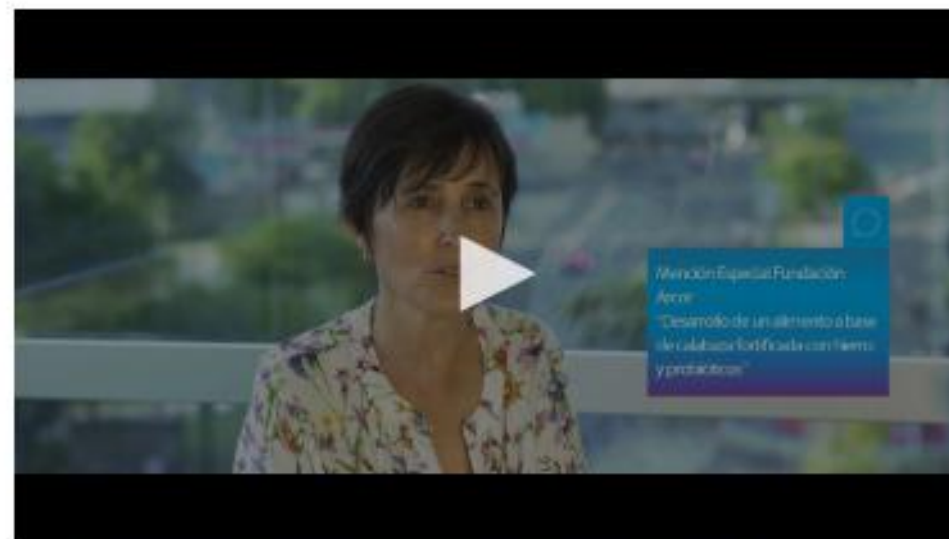 Mención Especial Fundación
Arcor
"Desarrollo de un alimento a base
de calabaza fortificada con hierro
y probióticos"